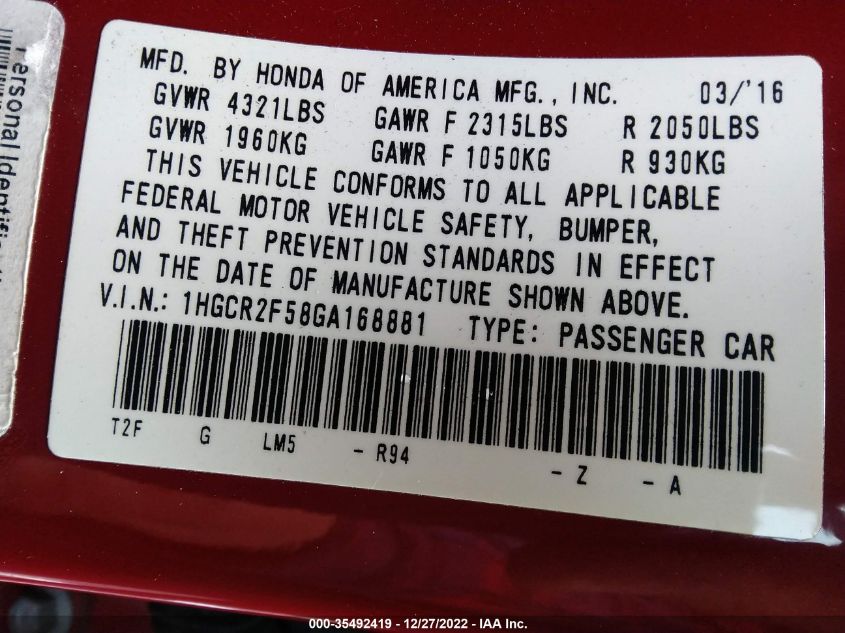 MFD. BY HONDA OF AMERICA MFG., INC. 03/'16
GVWR 4321LBS GAWR F 2315LBS R 2050LBS
GVWR 1960KG GAWR F 1050KG R 930KG
THIS VEHICLE CONFORMS TO ALL APPLICABLE
FEDERAL MOTOR VEHICLE SAFETY, BUMPER,
AND THEFT PREVENTION STANDARDS IN EFFECT
ON THE DATE OF MANUFACTURE SHOWN ABOVE.
V.I.N.: 1HGCR2F58GA168881 TYPE: PASSENGER CAR
T2F G LM5 - R94 - Z - A
Personal
000-35492419 - 12/27/2022 - IAA Inc.